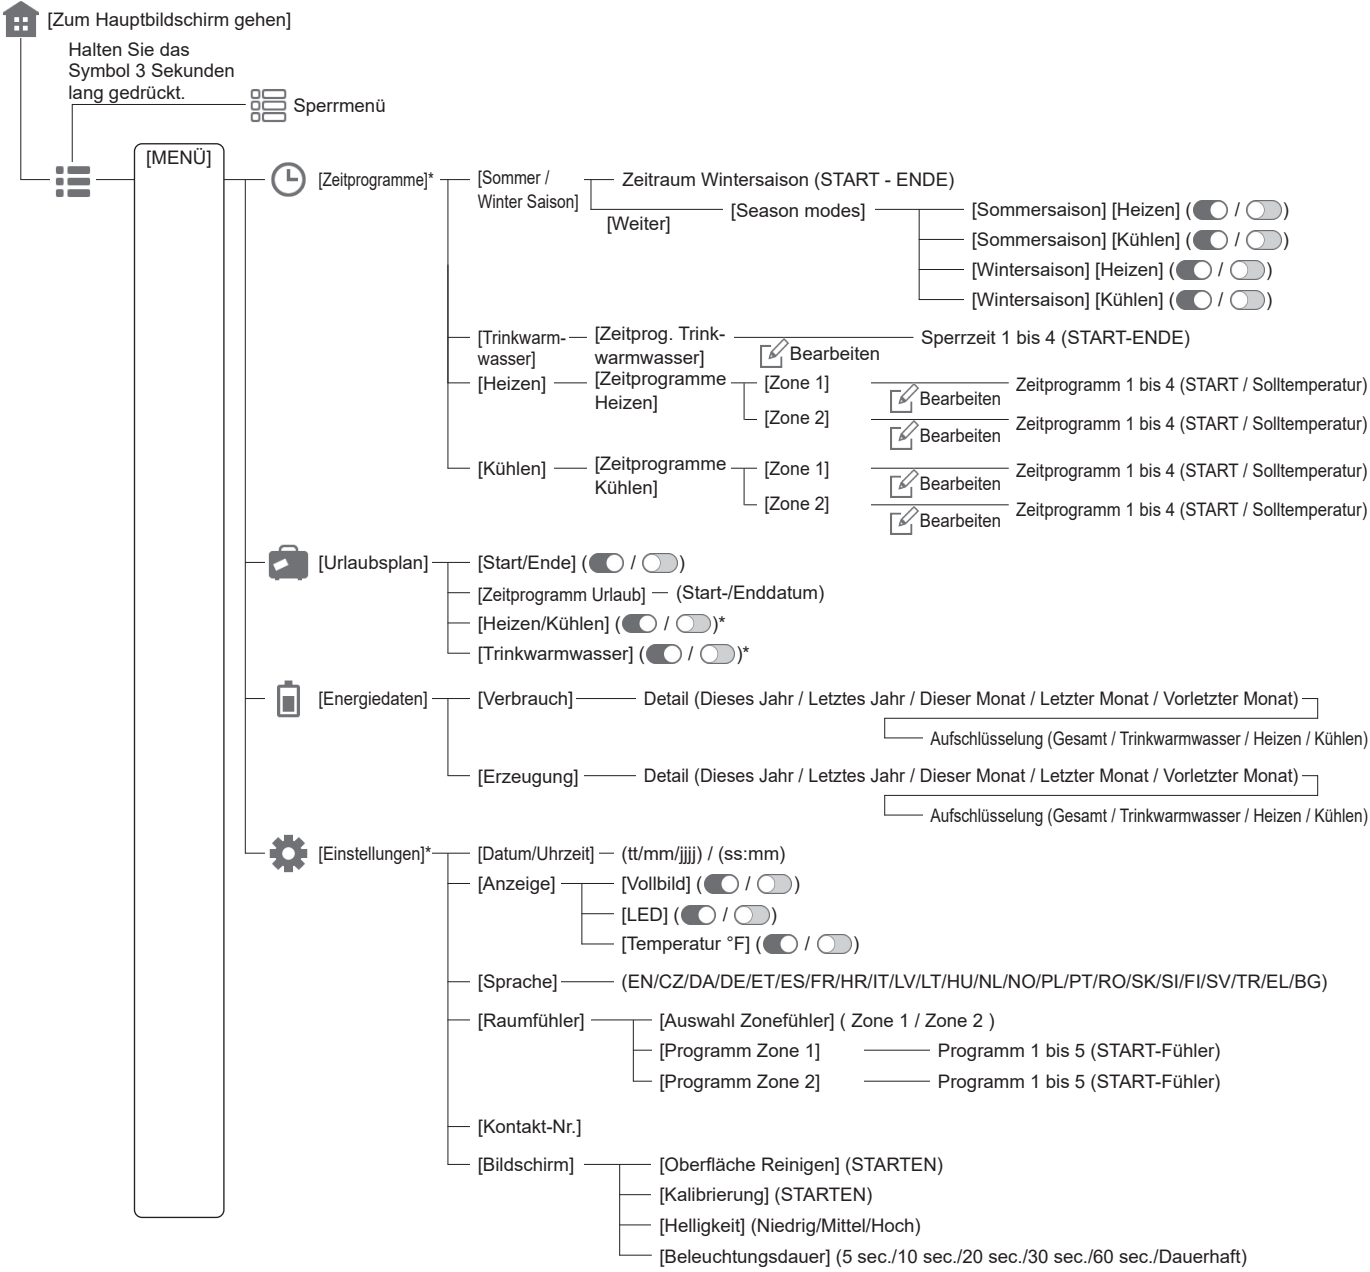 [Zum Hauptbildschirm gehen]
Halten Sie das
Symbol 3 Sekunden
lang gedrückt.
Sperrmenü
[MENÜ]
[Zeitprogramme]*
[Sommer /
Winter Saison]
Zeitraum Wintersaison (START - ENDE)
[Weiter]
[Season modes]
[Sommersaison] [Heizen] ( / )
[Sommersaison] [Kühlen] ( / )
[Wintersaison] [Heizen] ( / )
[Wintersaison] [Kühlen] ( / )
[Trinkwarm-
wasser]
[Zeitprog. Trink-
warmwasser]
Bearbeiten
Sperrzeit 1 bis 4 (START-ENDE)
[Heizen]
[Zeitprogramme
Heizen]
[Zone 1]
Bearbeiten
Zeitprogramm 1 bis 4 (START / Solltemperatur)
[Zone 2]
Bearbeiten
Zeitprogramm 1 bis 4 (START / Solltemperatur)
[Kühlen]
[Zeitprogramme
Kühlen]
[Zone 1]
Bearbeiten
Zeitprogramm 1 bis 4 (START / Solltemperatur)
[Zone 2]
Bearbeiten
Zeitprogramm 1 bis 4 (START / Solltemperatur)
[Urlaubsplan]
[Start/Ende] ( / )
[Zeitprogramm Urlaub]
(Start-/Enddatum)
[Heizen/Kühlen] ( / )*
[Trinkwarmwasser] ( / )*
[Energiedaten]
[Verbrauch]
Detail (Dieses Jahr / Letztes Jahr / Dieser Monat / Letzter Monat / Vorletzter Monat)
Aufschlüsselung (Gesamt / Trinkwarmwasser / Heizen / Kühlen)
[Erzeugung]
Detail (Dieses Jahr / Letztes Jahr / Dieser Monat / Letzter Monat / Vorletzter Monat)
Aufschlüsselung (Gesamt / Trinkwarmwasser / Heizen / Kühlen)
[Einstellungen]*
[Datum/Uhrzeit]
(tt/mm/jjjj) / (ss:mm)
[Anzeige]
[Vollbild] ( / )
[LED] ( / )
[Temperatur °F] ( / )
[Sprache]
(EN/CZ/DA/DE/ET/ES/FR/HR/IT/LV/LT/HU/NL/NO/PL/PT/RO/SK/SI/FI/SV/TR/EL/BG)
[Raumfühler]
[Auswahl Zonefühler] ( Zone 1 / Zone 2 )
[Programm Zone 1]
Programm 1 bis 5 (START-Fühler)
[Programm Zone 2]
Programm 1 bis 5 (START-Fühler)
[Kontakt-Nr.]
[Bildschirm]
[Oberfläche Reinigen] (STARTEN)
[Kalibrierung] (STARTEN)
[Helligkeit] (Niedrig/Mittel/Hoch)
[Beleuchtungsdauer] (5 sec./10 sec./20 sec./30 sec./60 sec./Dauerhaft)